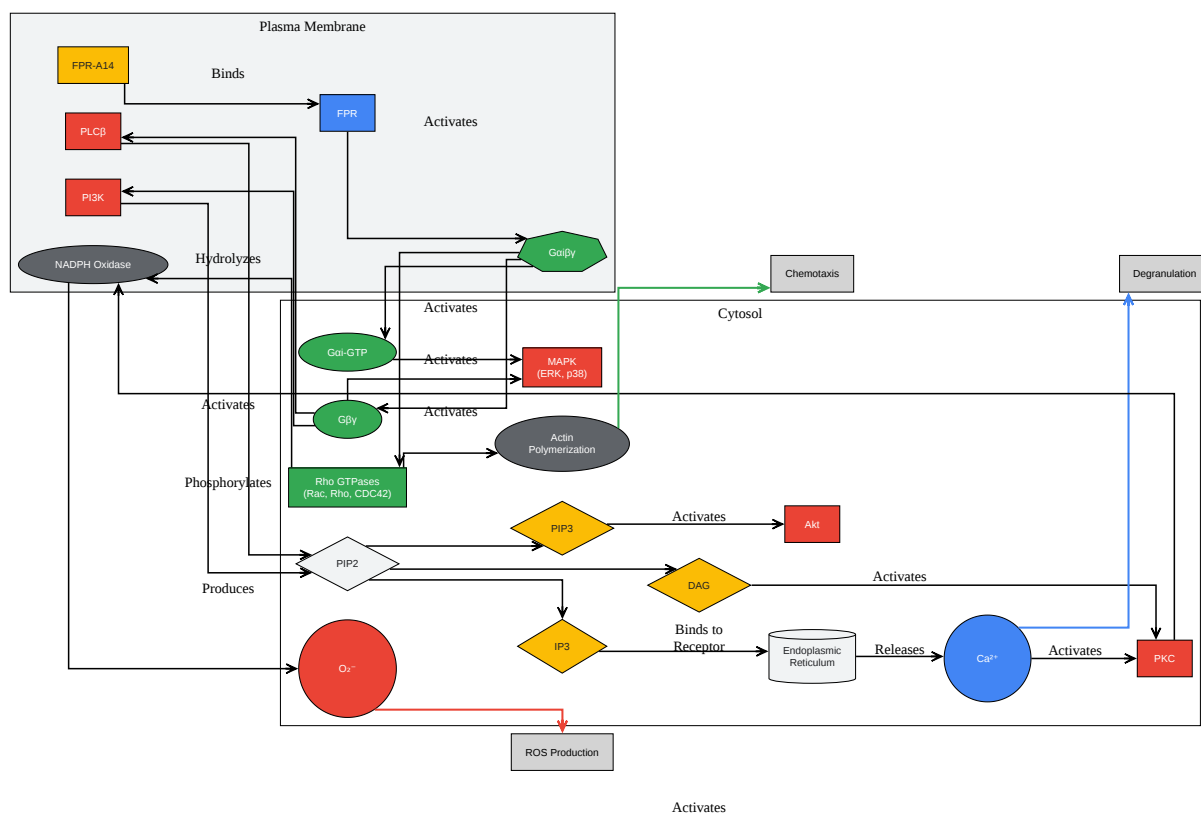 Plasma Membrane
FPR-A14
Binds
FPR
Activates
PLCβ
PI3K
Gαiβγ
Hydrolyzes
NADPH Oxidase
Chemotaxis
Degranulation
Activates
Cytosol
Gαi-GTP
Activates
MAPK
(ERK, p38)
Activates
Activates
Gβγ
Actin
Polymerization
Phosphorylates
Rho GTPases
(Rac, Rho, CDC42)
PIP3
Activates
Akt
PIP2
Produces
DAG
Activates
Binds to
Receptor
IP3
Endoplasmic
Reticulum
Releases
Ca²⁺
Activates
PKC
O₂⁻
ROS Production
Activates